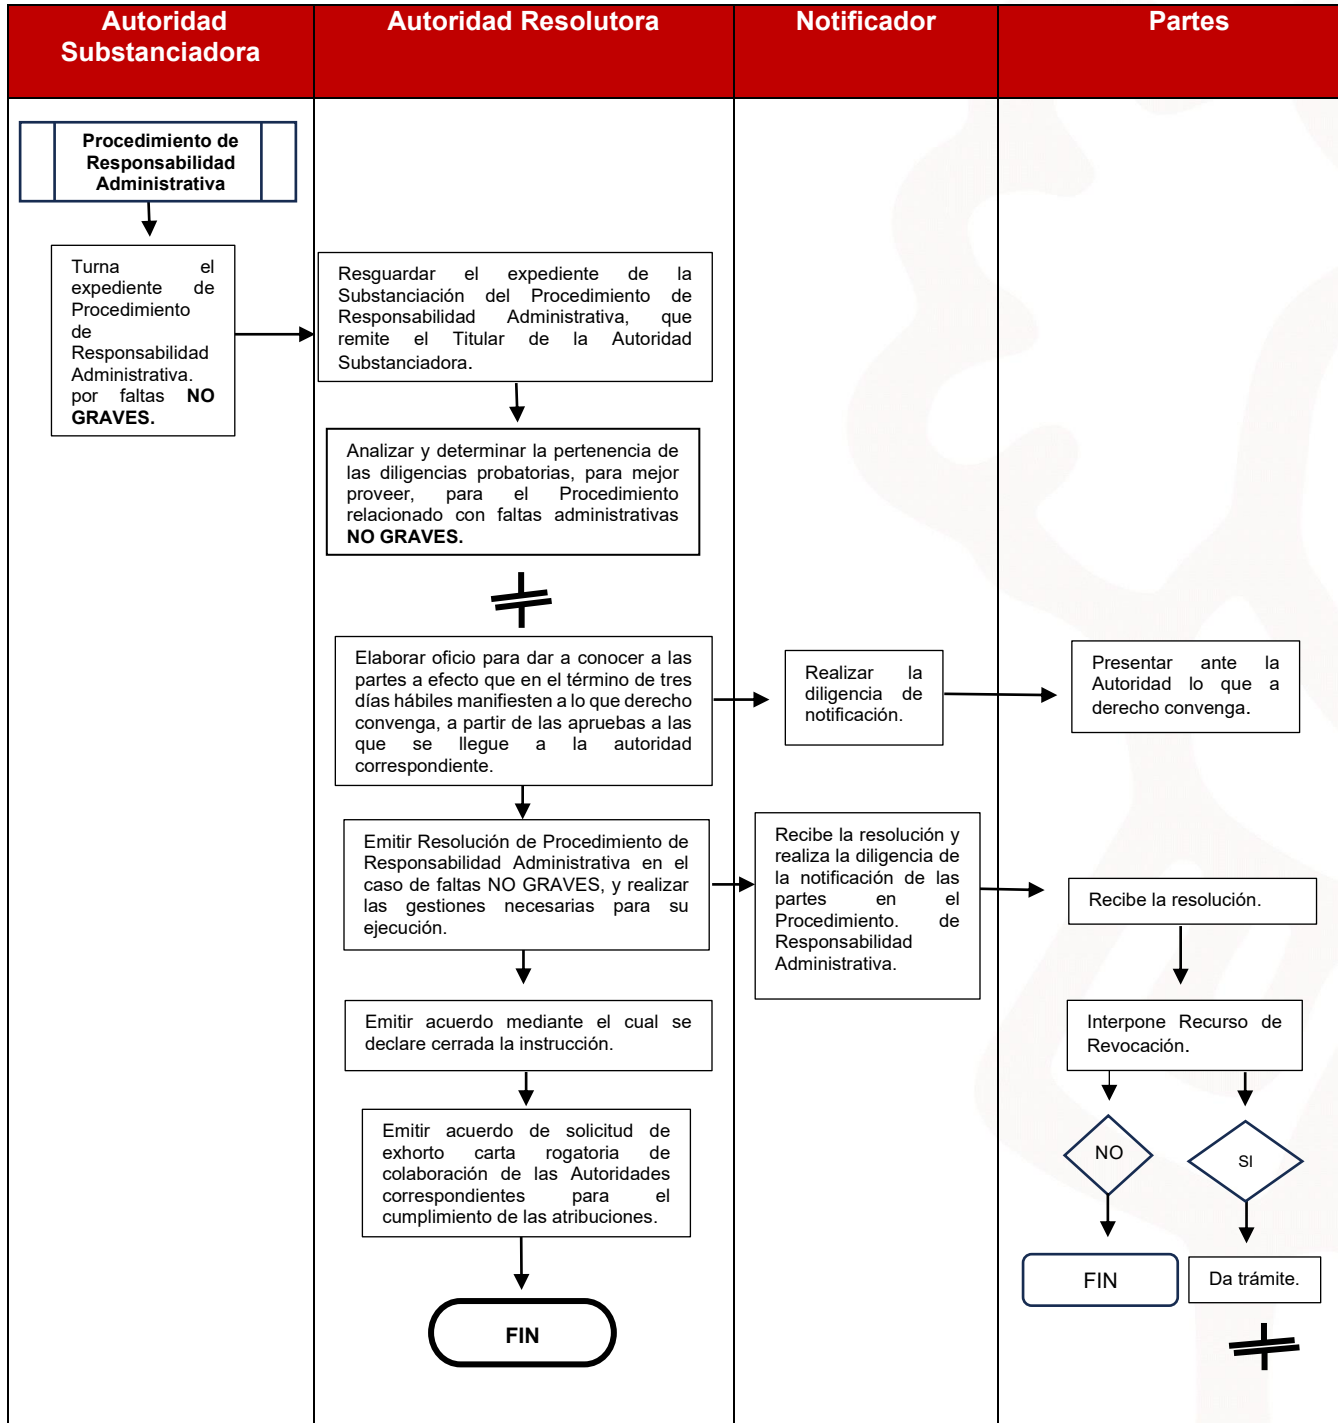 Autoridad
Substanciadora
Autoridad Resolutora
Notificador
Partes
Procedimiento de
Responsabilidad
Administrativa
Turna el
expediente de
Procedimiento
de
Responsabilidad
Administrativa.
por faltas NO
GRAVES.
Resguardar el expediente de la
Substanciación del Procedimiento de
Responsabilidad Administrativa, que
remite el Titular de la Autoridad
Substanciadora.
Analizar y determinar la pertenencia de
las diligencias probatorias, para mejor
proveer, para el Procedimiento
relacionado con faltas administrativas
NO GRAVES.
Elaborar oficio para dar a conocer a las
partes a efecto que en el término de tres
días hábiles manifiesten a lo que derecho
convenga, a partir de las apruebas a las
que se llegue a la autoridad
correspondiente.
Realizar la
diligencia de
notificación.
Presentar ante la
Autoridad lo que a
derecho convenga.
Emitir Resolución de Procedimiento de
Responsabilidad Administrativa en el
caso de faltas NO GRAVES, y realizar
las gestiones necesarias para su
ejecución.
Recibe la resolución y
realiza la diligencia de
la notificación de las
partes en el
Procedimiento. de
Responsabilidad
Administrativa.
Recibe la resolución.
Emitir acuerdo mediante el cual se
declare cerrada la instrucción.
Interpone Recurso de
Revocación.
Emitir acuerdo de solicitud de
exhorto carta rogatoria de
colaboración de las Autoridades
correspondientes para el
cumplimiento de las atribuciones.
NO
SI
FIN
Da trámite.
FIN